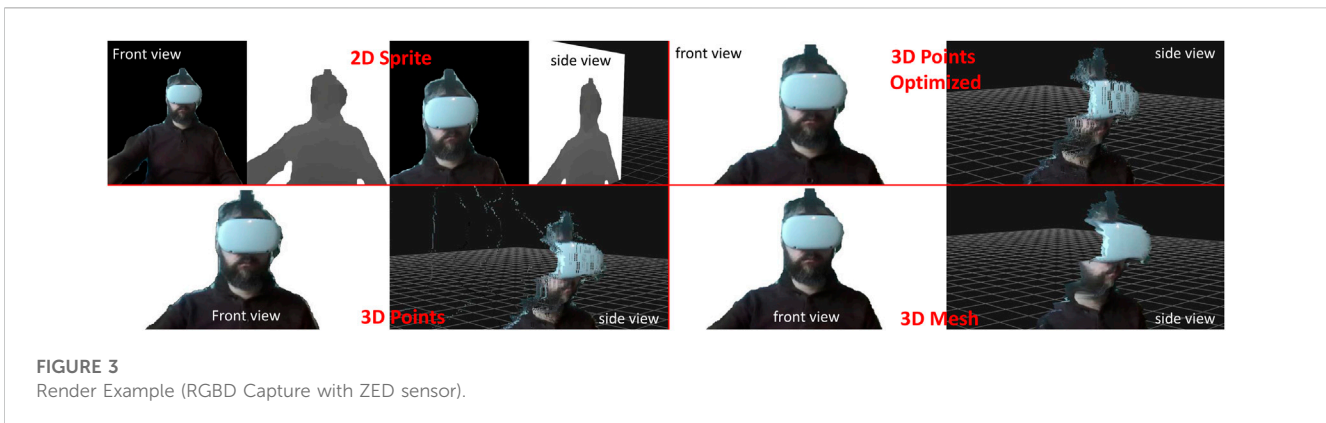 Front view
2D Sprite
side view
front view
3D Points
Optimized
side view
Front view
3D Points
side view
front view
3D Mesh
side view
FIGURE 3
Render Example (RGBD Capture with ZED sensor).